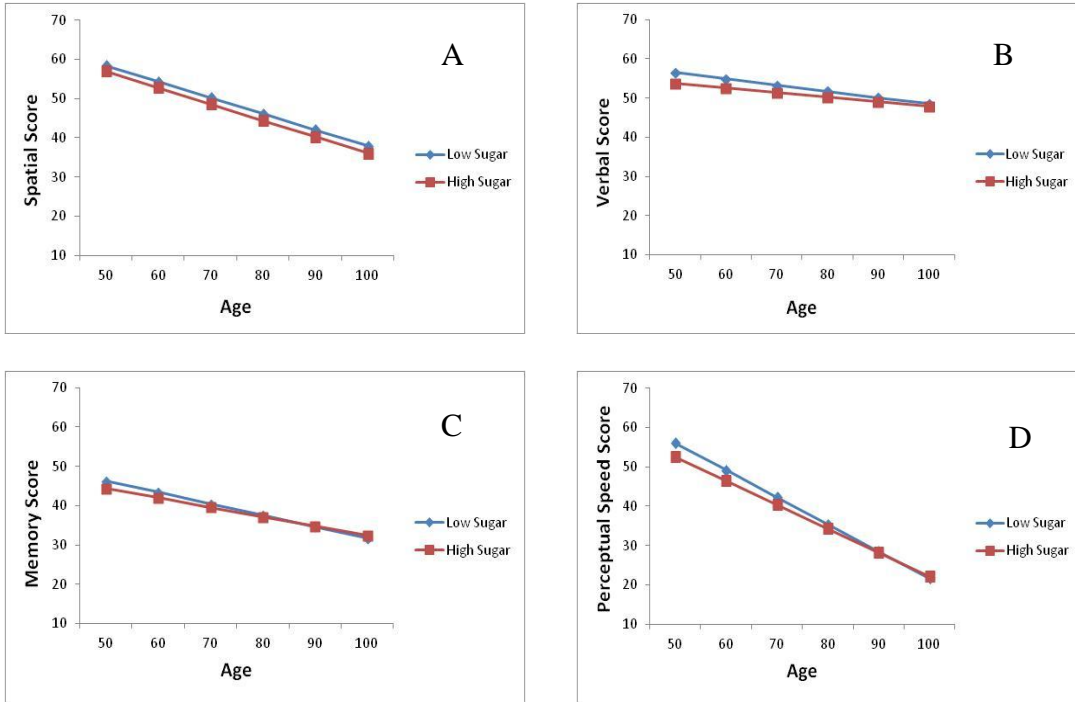 A
Spatial Score
70
60
50
40
30
20
10
50 60 70 80 90 100
Age
Low Sugar
High Sugar
B
Verbal Score
70
60
50
40
30
20
10
50 60 70 80 90 100
Age
Low Sugar
High Sugar
C
Memory Score
70
60
50
40
30
20
10
50 60 70 80 90 100
Age
Low Sugar
High Sugar
D
Perceptual Speed Score
70
60
50
40
30
20
10
50 60 70 80 90 100
Age
Low Sugar
High Sugar